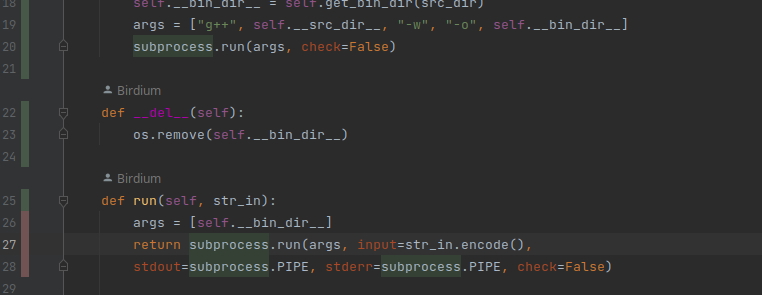 18 self.__bin_dir__ = self.get_bin_dir(src_dir)
19 args = ["g++", self.__src_dir__, "-w", "-o", self.__bin_dir__]
20 subprocess.run(args, check=False)
21
Birdium
22 def __del__(self):
23 os.remove(self.__bin_dir__)
24
Birdium
25 def run(self, str_in):
26 args = [self.__bin_dir__]
27 return subprocess.run(args, input=str_in.encode(),
28 stdout=subprocess.PIPE, stderr=subprocess.PIPE, check=False)
29